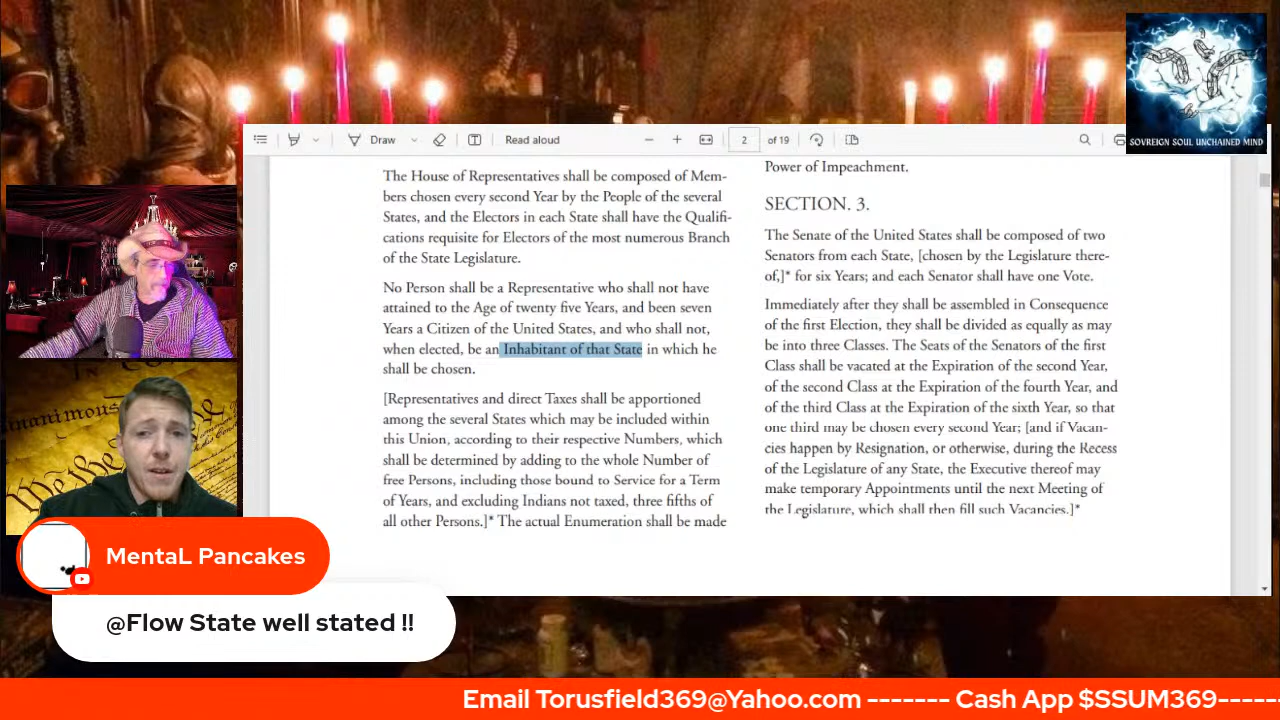 SOVREIGN SOUL UNCHAINED MIND
Draw
Read aloud
2
of 19
The House of Representatives shall be composed of Mem-
bers chosen every second Year by the People of the several
States, and the Electors in each State shall have the Qualifi-
cations requisite for Electors of the most numerous Branch
of the State Legislature.
No Person shall be a Representative who shall not have
attained to the Age of twenty five Years, and been seven
Years a Citizen of the United States, and who shall not,
when elected, be an Inhabitant of that State in which he
shall be chosen.
[Representatives and direct Taxes shall be apportioned
among the several States which may be included within
this Union, according to their respective Numbers, which
shall be determined by adding to the whole Number of
free Persons, including those bound to Service for a Term
of Years, and excluding Indians not taxed, three fifths of
all other Persons.]* The actual Enumeration shall be made
Power of Impeachment.
SECTION. 3.
The Senate of the United States shall be composed of two
Senators from each State, [chosen by the Legislature there-
of,]* for six Years; and each Senator shall have one Vote.
Immediately after they shall be assembled in Consequence
of the first Election, they shall be divided as equally as may
be into three Classes. The Seats of the Senators of the first
Class shall be vacated at the Expiration of the second Year,
of the second Class at the Expiration of the fourth Year, and
of the third Class at the Expiration of the sixth Year, so that
one third may be chosen every second Year; [and if Vacan-
cies happen by Resignation, or otherwise, during the Recess
of the Legislature of any State, the Executive thereof may
make temporary Appointments until the next Meeting of
the Legislature, which shall then fill such Vacancies.]*
We the
MentaL Pancakes
@Flow State well stated !!
Email Torusfield369@Yahoo.com ------- Cash App $SSUM369-----